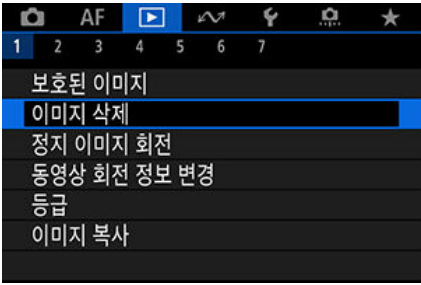 AF
1 2 3 4 5 6 7
보호된 이미지
이미지 삭제
정지 이미지 회전
동영상 회전 정보 변경
등급
이미지 복사